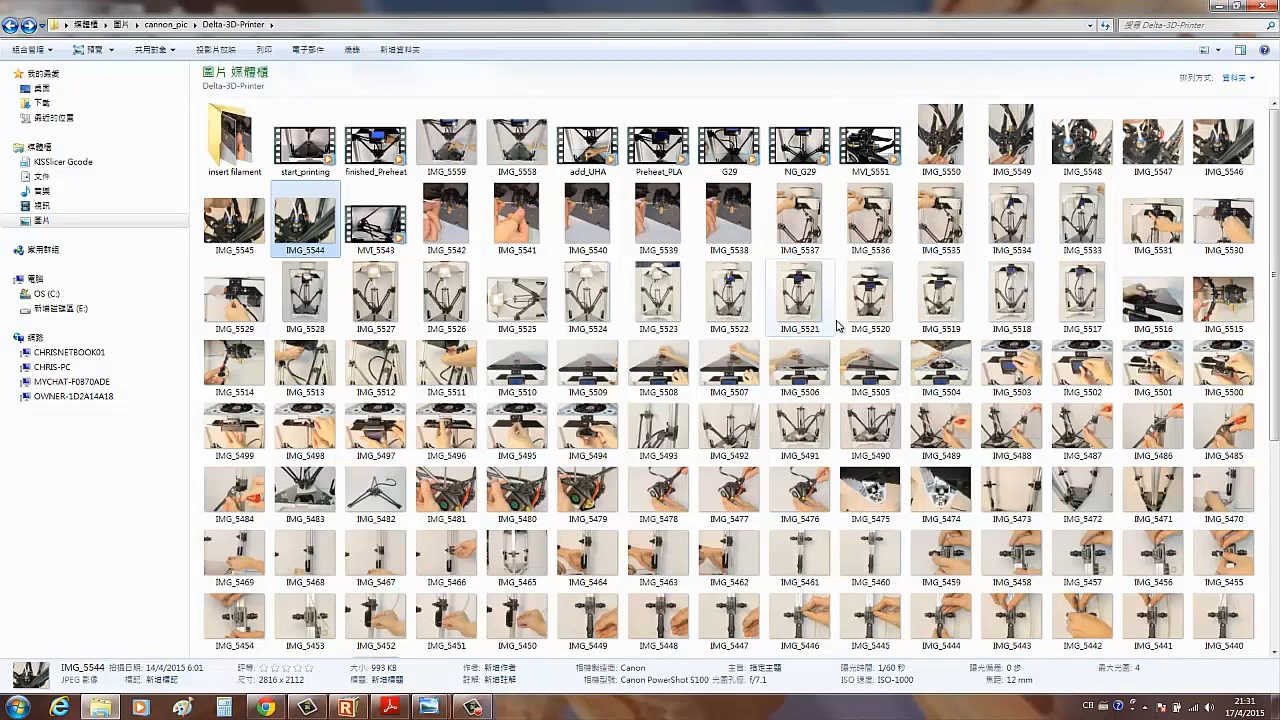 媒體櫃 ▸ 圖片 ▸ cannon_pic ▸ Delta-3D-Printer ▸
搜尋 Delta-3D-Printer
組合管理 ▾ 預覽 ▾ 共用對象 ▾ 投影片放映 列印 電子郵件 燒錄 新增資料夾
我的最愛
桌面
下載
最近的位置
媒體櫃
KISSlicer Gcode
文件
音樂
視訊
圖片
家用群組
電腦
OS (C:)
新增磁碟區 (E:)
網路
CHRISNETBOOK01
CHRIS-PC
MYCHAT-F0870ADE
OWNER-1D2A14A18
圖片 媒體櫃
Delta-3D-Printer
排列方式: 資料夾 ▾
insert filament start_printing finished_Preheat IMG_5559 IMG_5558 add_UHA Preheat_PLA G29 NG_G29 MVI_5551 IMG_5550 IMG_5549 IMG_5548 IMG_5547 IMG_5546
IMG_5545 IMG_5544 MVI_5543 IMG_5542 IMG_5541 IMG_5540 IMG_5539 IMG_5538 IMG_5537 IMG_5536 IMG_5535 IMG_5534 IMG_5533 IMG_5531 IMG_5530
IMG_5529 IMG_5528 IMG_5527 IMG_5526 IMG_5525 IMG_5524 IMG_5523 IMG_5522 IMG_5521 IMG_5520 IMG_5519 IMG_5518 IMG_5517 IMG_5516 IMG_5515
IMG_5514 IMG_5513 IMG_5512 IMG_5511 IMG_5510 IMG_5509 IMG_5508 IMG_5507 IMG_5506 IMG_5505 IMG_5504 IMG_5503 IMG_5502 IMG_5501 IMG_5500
IMG_5499 IMG_5498 IMG_5497 IMG_5496 IMG_5495 IMG_5494 IMG_5493 IMG_5492 IMG_5491 IMG_5490 IMG_5489 IMG_5488 IMG_5487 IMG_5486 IMG_5485
IMG_5484 IMG_5483 IMG_5482 IMG_5481 IMG_5480 IMG_5479 IMG_5478 IMG_5477 IMG_5476 IMG_5475 IMG_5474 IMG_5473 IMG_5472 IMG_5471 IMG_5470
IMG_5469 IMG_5468 IMG_5467 IMG_5466 IMG_5465 IMG_5464 IMG_5463 IMG_5462 IMG_5461 IMG_5460 IMG_5459 IMG_5458 IMG_5457 IMG_5456 IMG_5455
IMG_5454 IMG_5453 IMG_5452 IMG_5451 IMG_5450 IMG_5449 IMG_5448 IMG_5447 IMG_5446 IMG_5445 IMG_5444 IMG_5443 IMG_5442 IMG_5441 IMG_5440
IMG_5544 拍攝日期: 14/4/2015 6:01 評等: ☆☆☆☆☆ 大小: 993 KB 作者: 新增作者 相機製造商: Canon 主旨: 指定主題 曝光時間: 1/60 秒 曝光偏差: 0 步 最大光圈: 4
JPEG 影像 標記: 新增標記 尺寸: 2816 x 2112 標題: 新增標題 註解: 新增註解 相機型號: Canon PowerShot S100 光圈孔徑: f/7.1 ISO 速度: ISO-1000 焦距: 12 mm
CB 21:31
17/4/2015